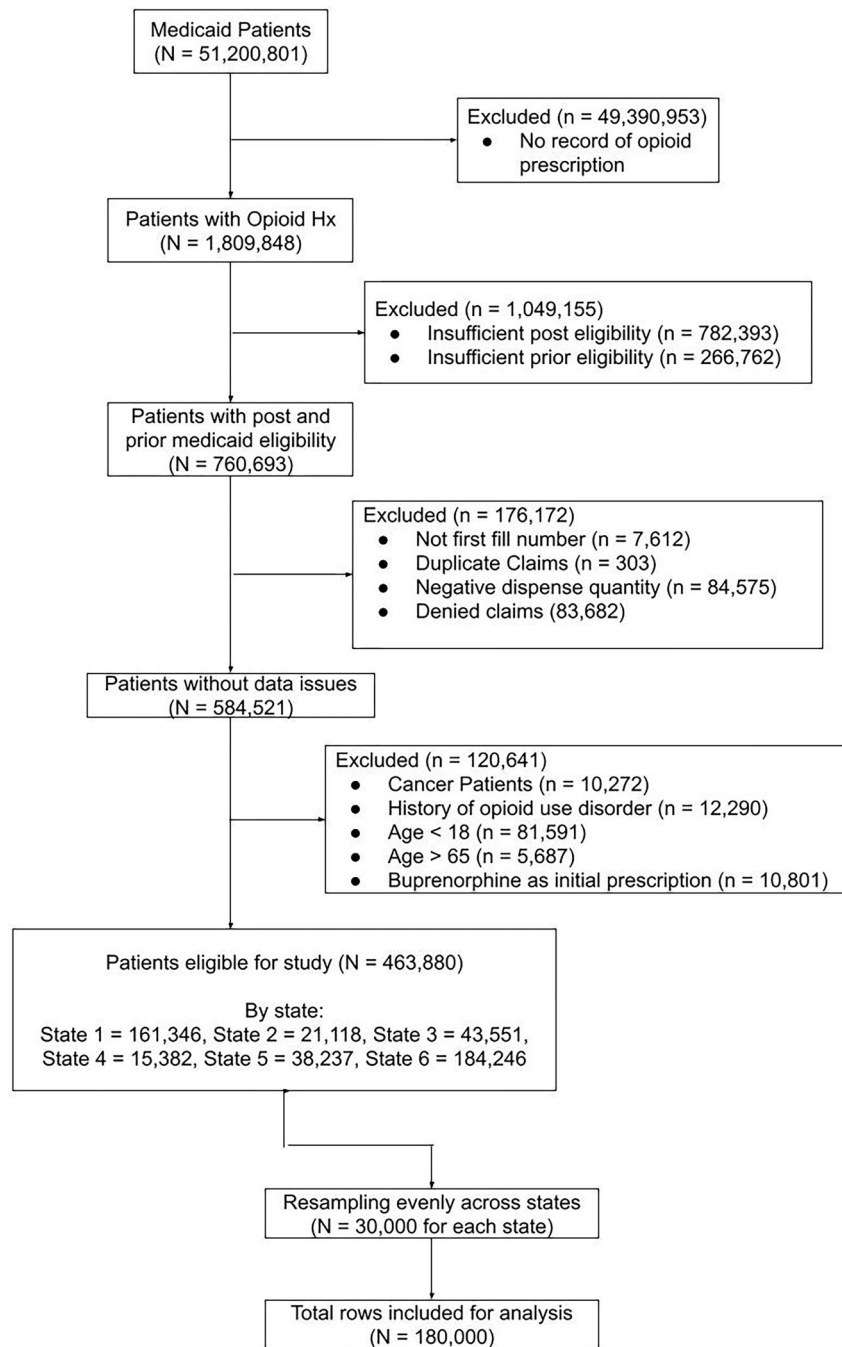 Medicaid Patients
(N = 51,200,801)
Excluded (n = 49,390,953)
● No record of opioid
prescription
Patients with Opioid Hx
(N = 1,809,848)
Excluded (n = 1,049,155)
● Insufficient post eligibility (n = 782,393)
● Insufficient prior eligibility (n = 266,762)
Patients with post and
prior medicaid eligibility
(N = 760,693)
Excluded (n = 176,172)
● Not first fill number (n = 7,612)
● Duplicate Claims (n = 303)
● Negative dispense quantity (n = 84,575)
● Denied claims (83,682)
Patients without data issues
(N = 584,521)
Excluded (n = 120,641)
● Cancer Patients (n = 10,272)
● History of opioid use disorder (n = 12,290)
● Age < 18 (n = 81,591)
● Age > 65 (n = 5,687)
● Buprenorphine as initial prescription (n = 10,801)
Patients eligible for study (N = 463,880)
By state:
State 1 = 161,346, State 2 = 21,118, State 3 = 43,551,
State 4 = 15,382, State 5 = 38,237, State 6 = 184,246
Resampling evenly across states
(N = 30,000 for each state)
Total rows included for analysis
(N = 180,000)